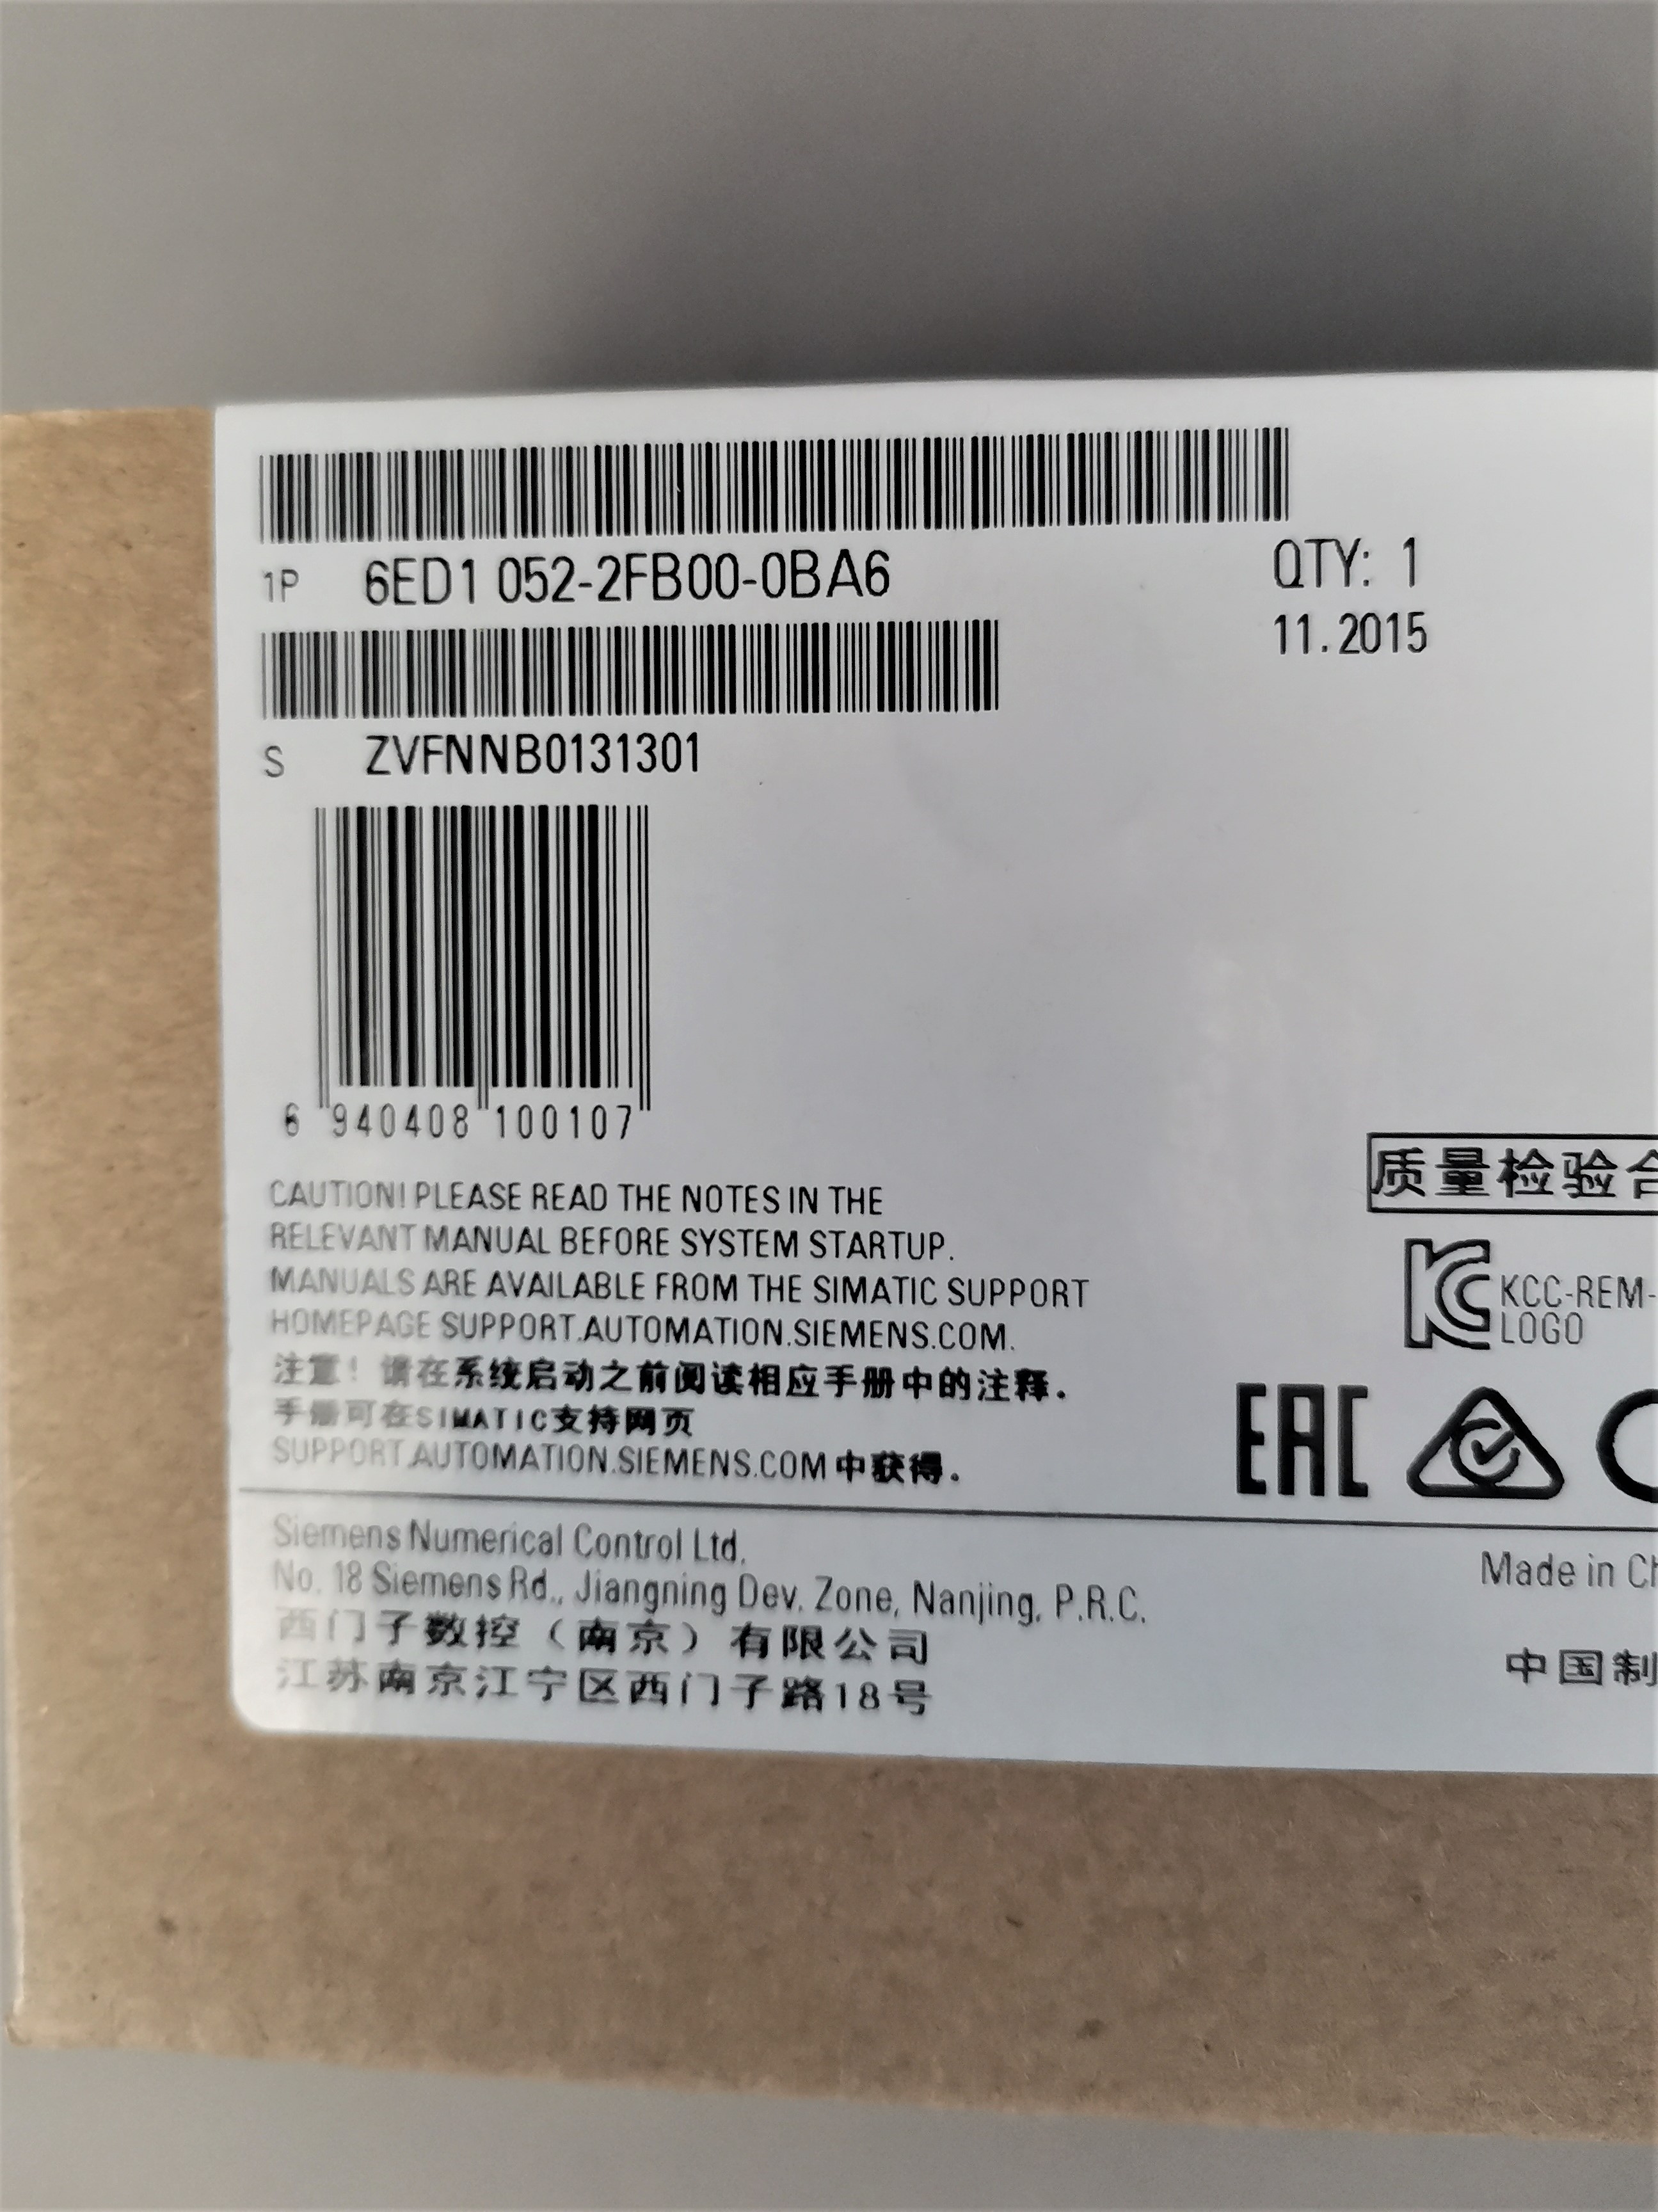 1P 6ED1 052-2FB00-0BA6
QTY: 1
11.2015
S ZVFNNB0131301
6 940408 100107
CAUTION! PLEASE READ THE NOTES IN THE
RELEVANT MANUAL BEFORE SYSTEM STARTUP.
MANUALS ARE AVAILABLE FROM THE SIMATIC SUPPORT
HOMEPAGE SUPPORT.AUTOMATION.SIEMENS.COM.
注意！请在系统启动之前阅读相应手册中的注释.
手册可在SIMATIC支持网页
SUPPORT.AUTOMATION.SIEMENS.COM 中获得.
质量检验合
KCC-REM-
LOGO
EAC
Siemens Numerical Control Ltd.
No. 18 Siemens Rd., Jiangning Dev. Zone, Nanjing, P.R.C.
西门子数控（南京）有限公司
江苏南京江宁区西门子路18号
Made in Ch
中国制